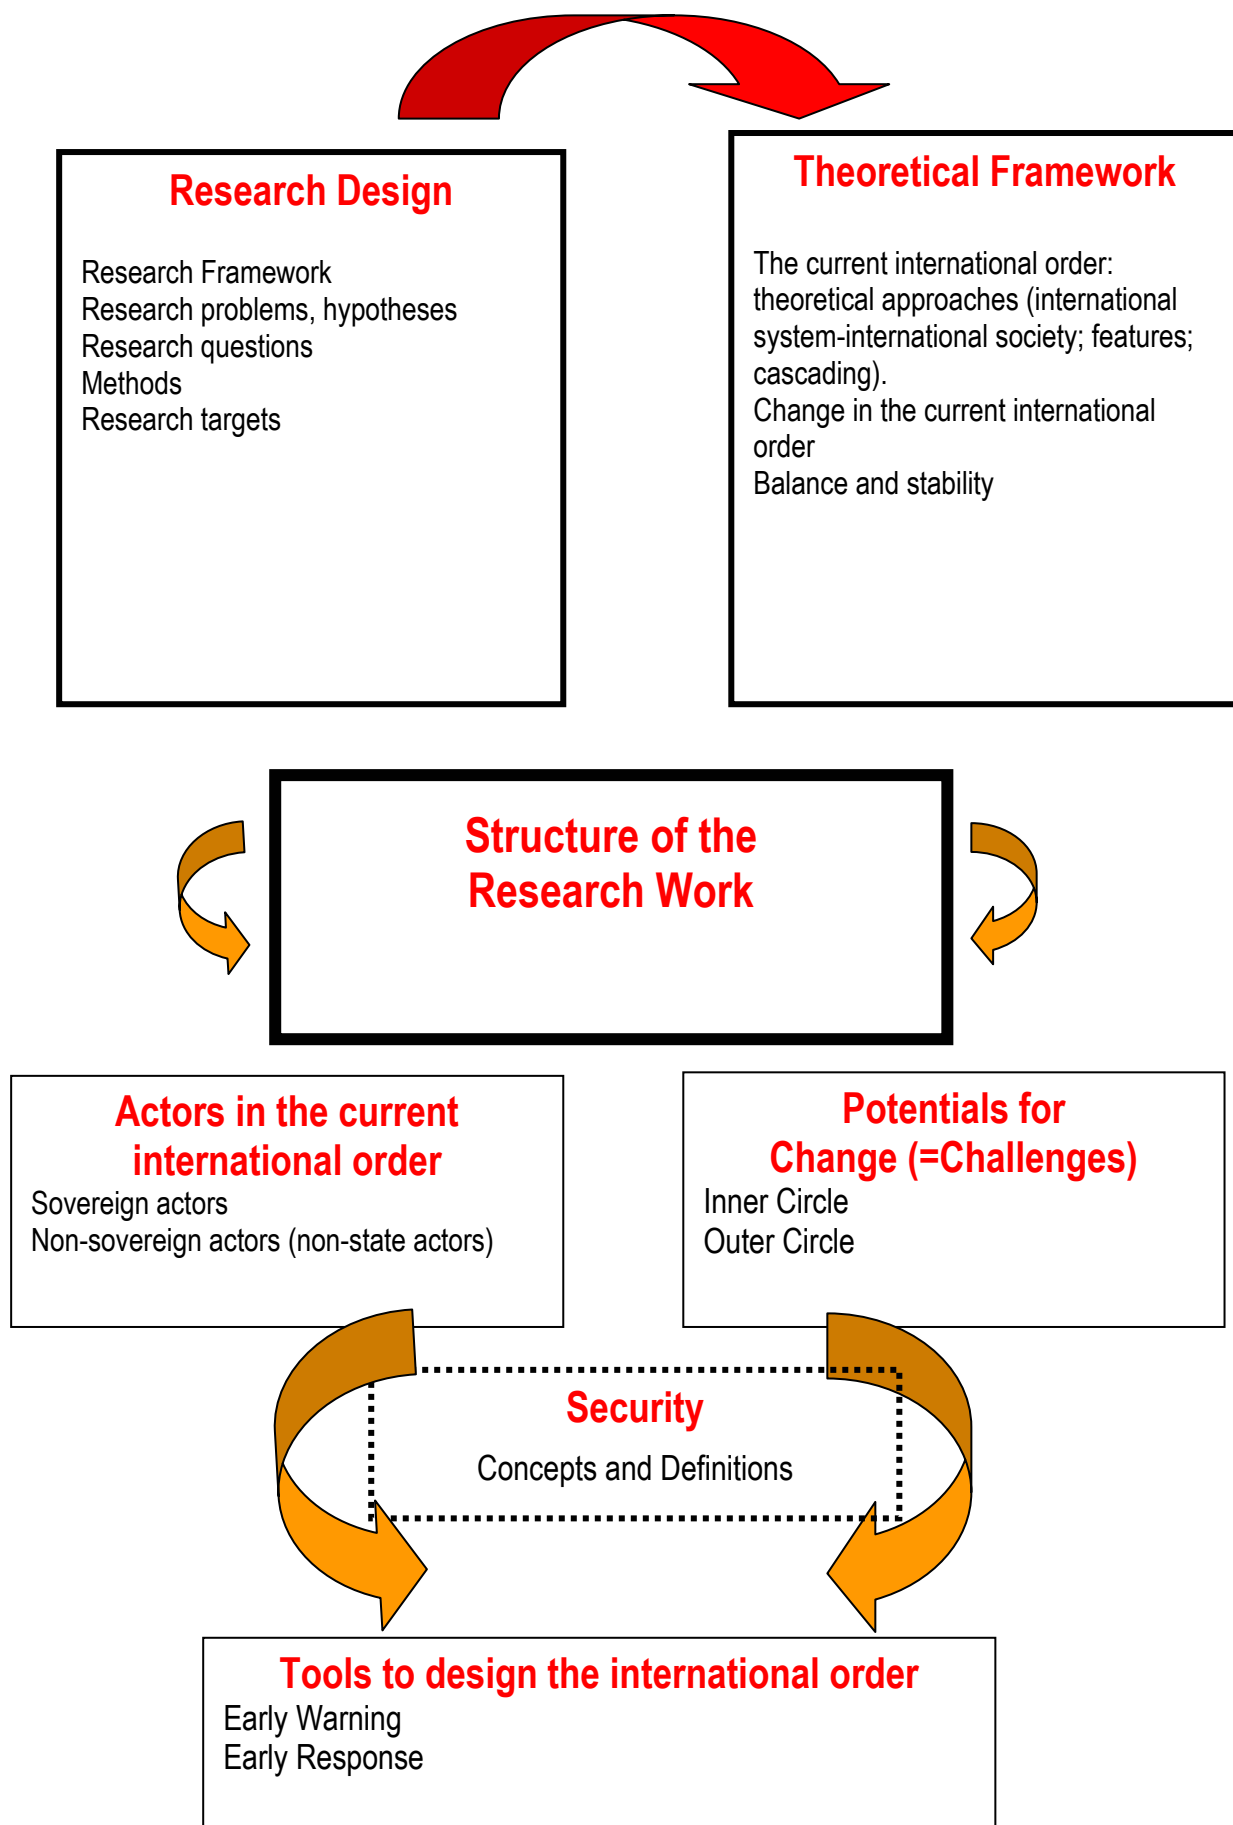 Research Design
Research Framework
Research problems, hypotheses
Research questions
Methods
Research targets
Theoretical Framework
The current international order:
theoretical approaches (international
system-international society; features;
cascading).
Change in the current international
order
Balance and stability
Structure of the
Research Work
Actors in the current
international order
Sovereign actors
Non-sovereign actors (non-state actors)
Potentials for
Change (=Challenges)
Inner Circle
Outer Circle
Security
Concepts and Definitions
Tools to design the international order
Early Warning
Early Response